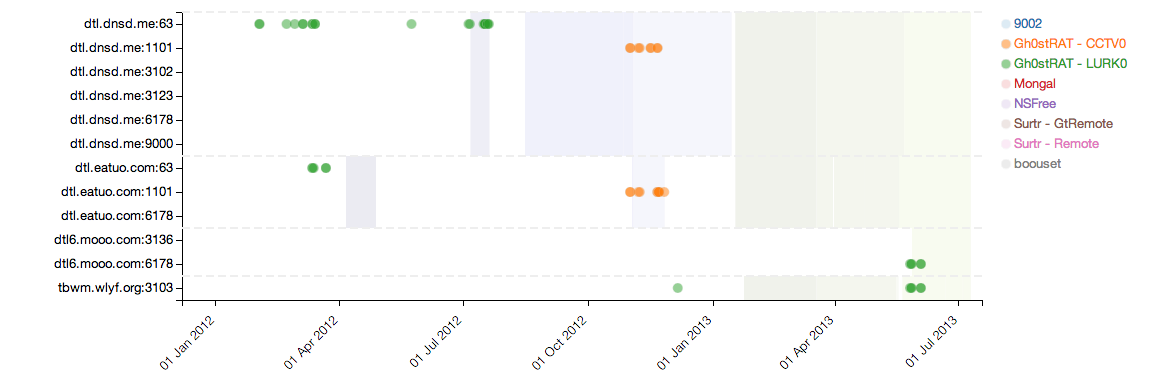 dtl.dnsd.me:63
dtl.dnsd.me:1101
dtl.dnsd.me:3102
dtl.dnsd.me:3123
dtl.dnsd.me:6178
dtl.dnsd.me:9000
dtl.eatuo.com:63
dtl.eatuo.com:1101
dtl.eatuo.com:6178
dtl6.mooo.com:3136
dtl6.mooo.com:6178
tbwm.wlyf.org:3103
01 Jan 2012
01 Apr 2012
01 Jul 2012
01 Oct 2012
01 Jan 2013
01 Apr 2013
01 Jul 2013
9002
Gh0stRAT - CCTV0
Gh0stRAT - LURK0
Mongal
NSFree
Surtr - GtRemote
Surtr - Remote
boouset